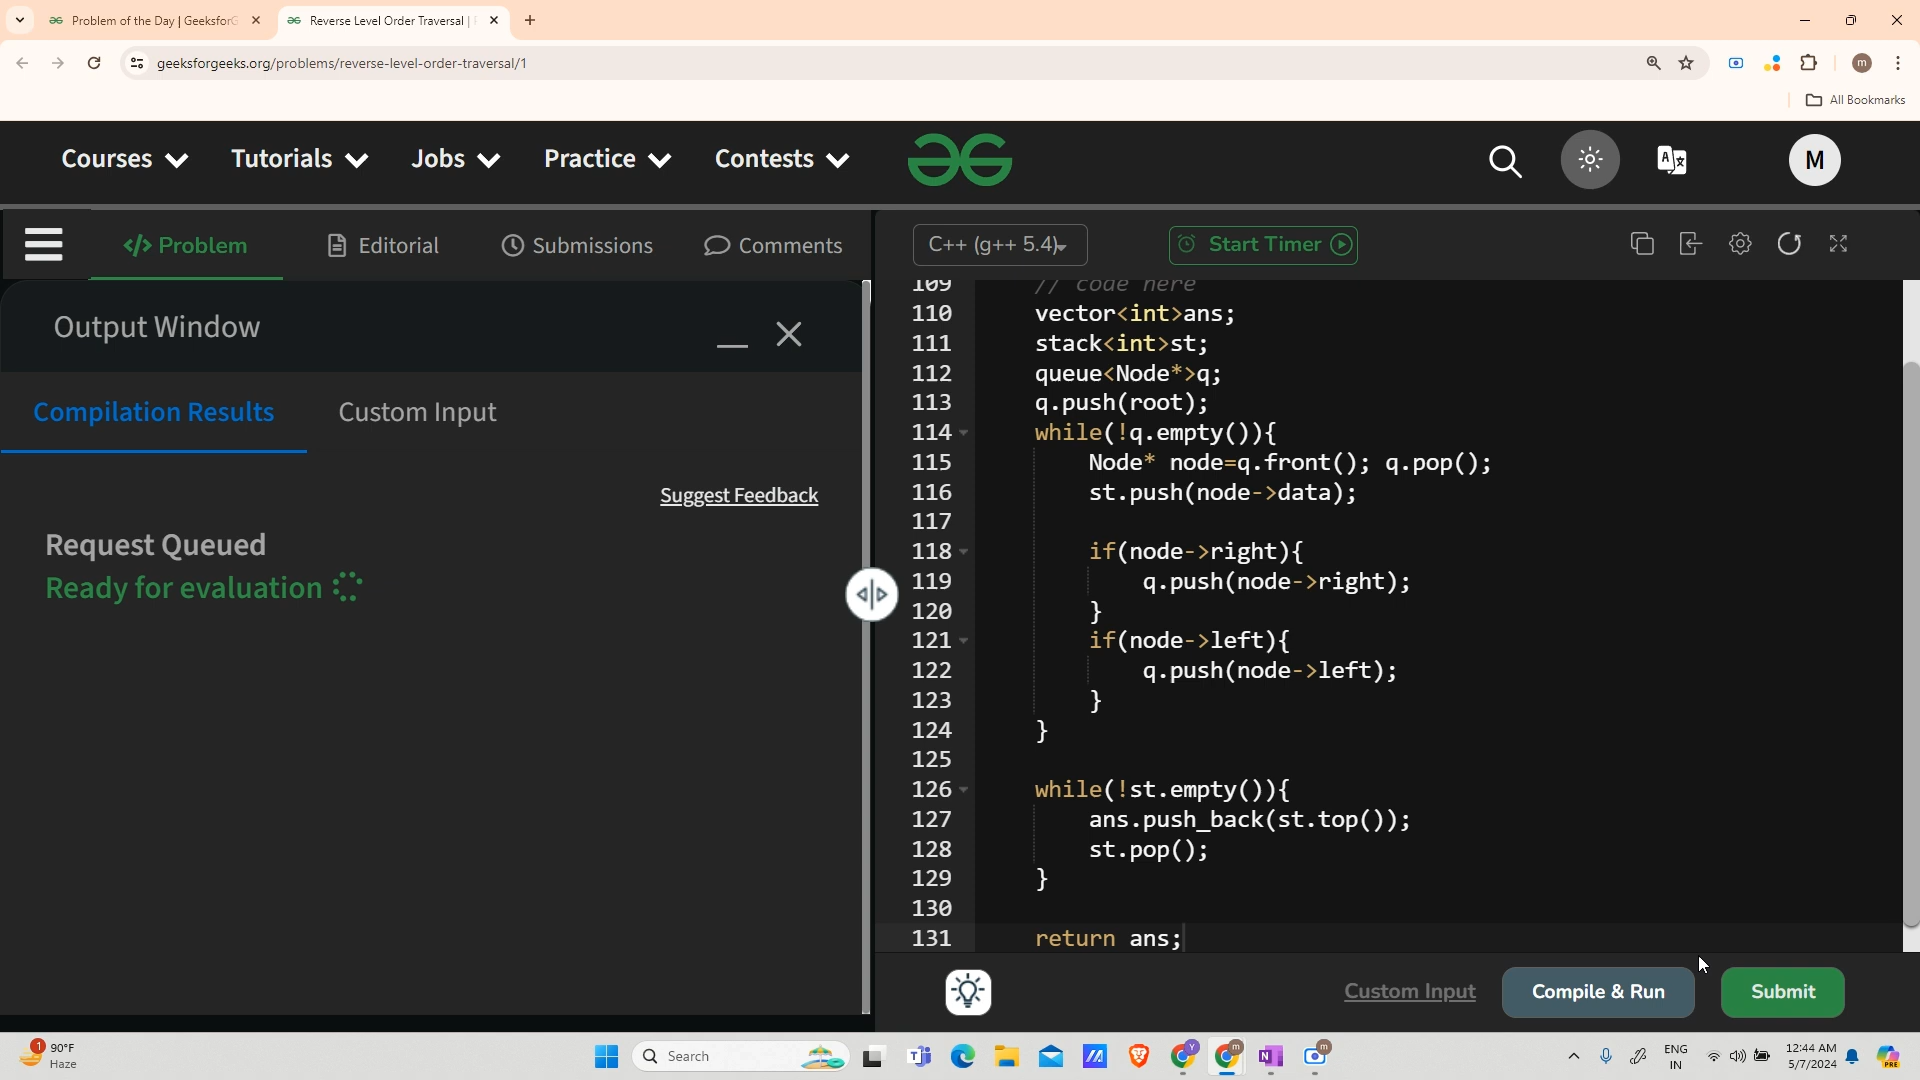 Problem of the Day | GeeksforG
Reverse Level Order Traversal |
geeksforgeeks.org/problems/reverse-level-order-traversal/1
m
All Bookmarks
Courses
Tutorials
Jobs
Practice
Contests
M
</> Problem
Editorial
Submissions
Comments
C++ (g++ 5.4)
Start Timer
Output Window
Compilation Results
Custom Input
Suggest Feedback
Request Queued
Ready for evaluation
109 // code here
110 vector<int>ans;
111 stack<int>st;
112 queue<Node*>q;
113 q.push(root);
114 while(!q.empty()){
115 Node* node=q.front(); q.pop();
116 st.push(node->data);
117
118 if(node->right){
119 q.push(node->right);
120 }
121 if(node->left){
122 q.push(node->left);
123 }
124 }
125
126 while(!st.empty()){
127 ans.push_back(st.top());
128 st.pop();
129 }
130
131 return ans;
Custom Input
Compile & Run
Submit
1
90°F
Haze
Search
Y
m
m
ENG
IN
12:44 AM
5/7/2024
PRE